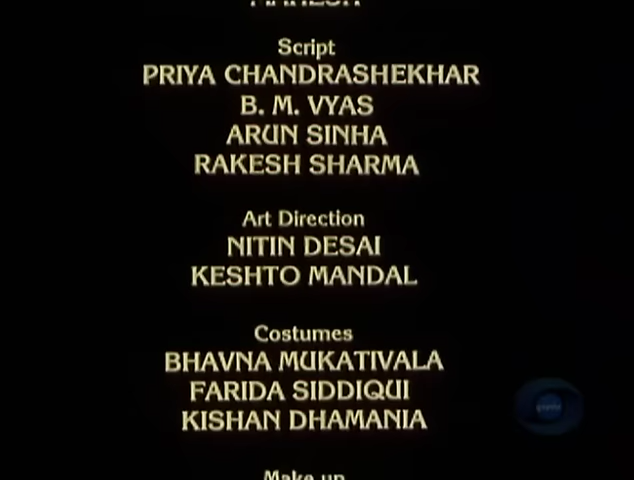 MAHESH
Script
PRIYA CHANDRASHEKHAR
B. M. VYAS
ARUN SINHA
RAKESH SHARMA
Art Direction
NITIN DESAI
KESHTO MANDAL
Costumes
BHAVNA MUKATIVALA
FARIDA SIDDIQUI
KISHAN DHAMANIA
Make up